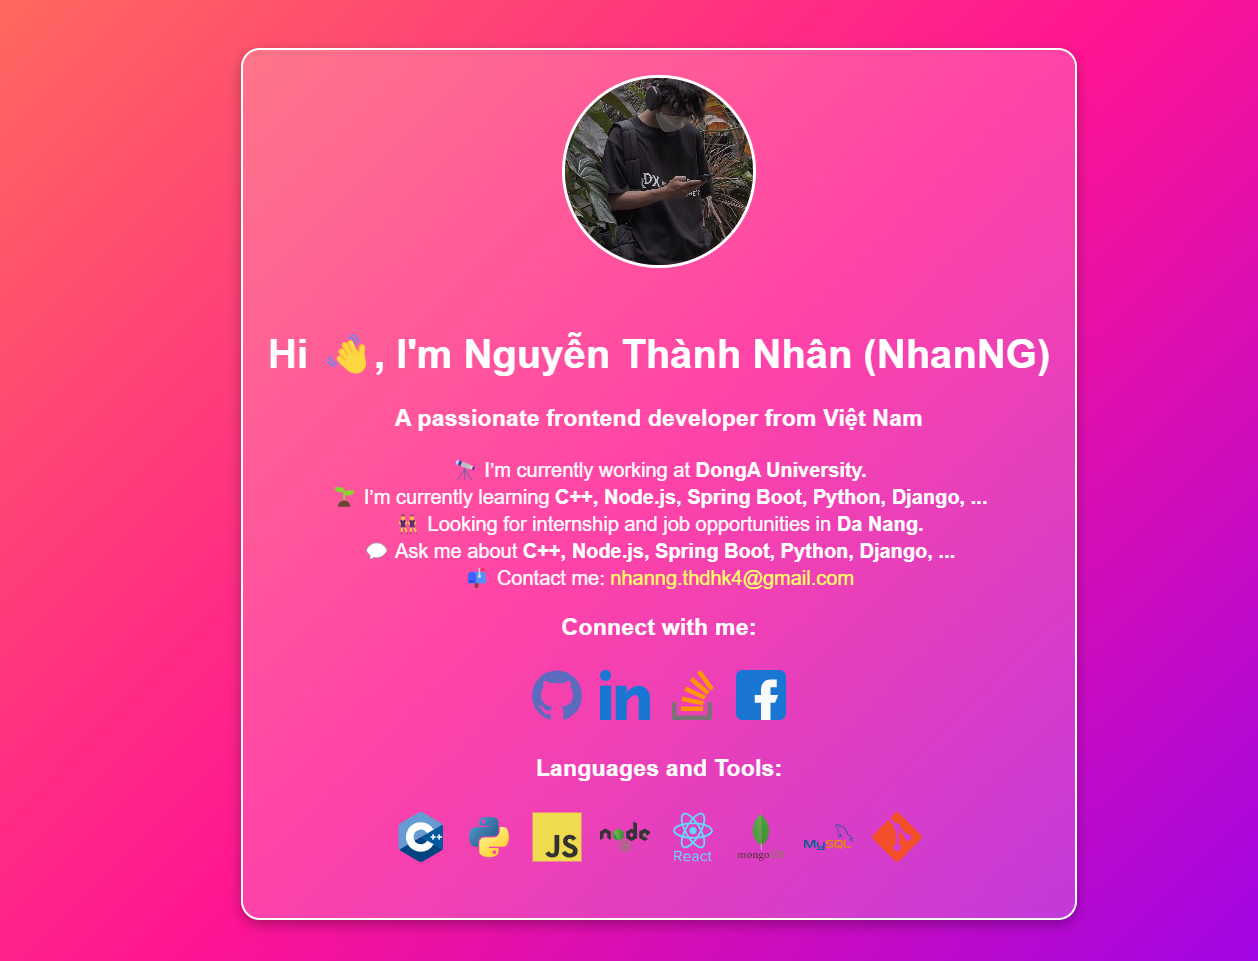 Hi 👋, I'm Nguyễn Thành Nhân (NhanNG)
A passionate frontend developer from Việt Nam
🔭 I’m currently working at DongA University.
🌱 I’m currently learning C++, Node.js, Spring Boot, Python, Django, ...
👯 Looking for internship and job opportunities in Da Nang.
💬 Ask me about C++, Node.js, Spring Boot, Python, Django, ...
📫 Contact me: nhanng.thdhk4@gmail.com
Connect with me:
in
Languages and Tools:
C++
JS
node
React
mongo
MySQL